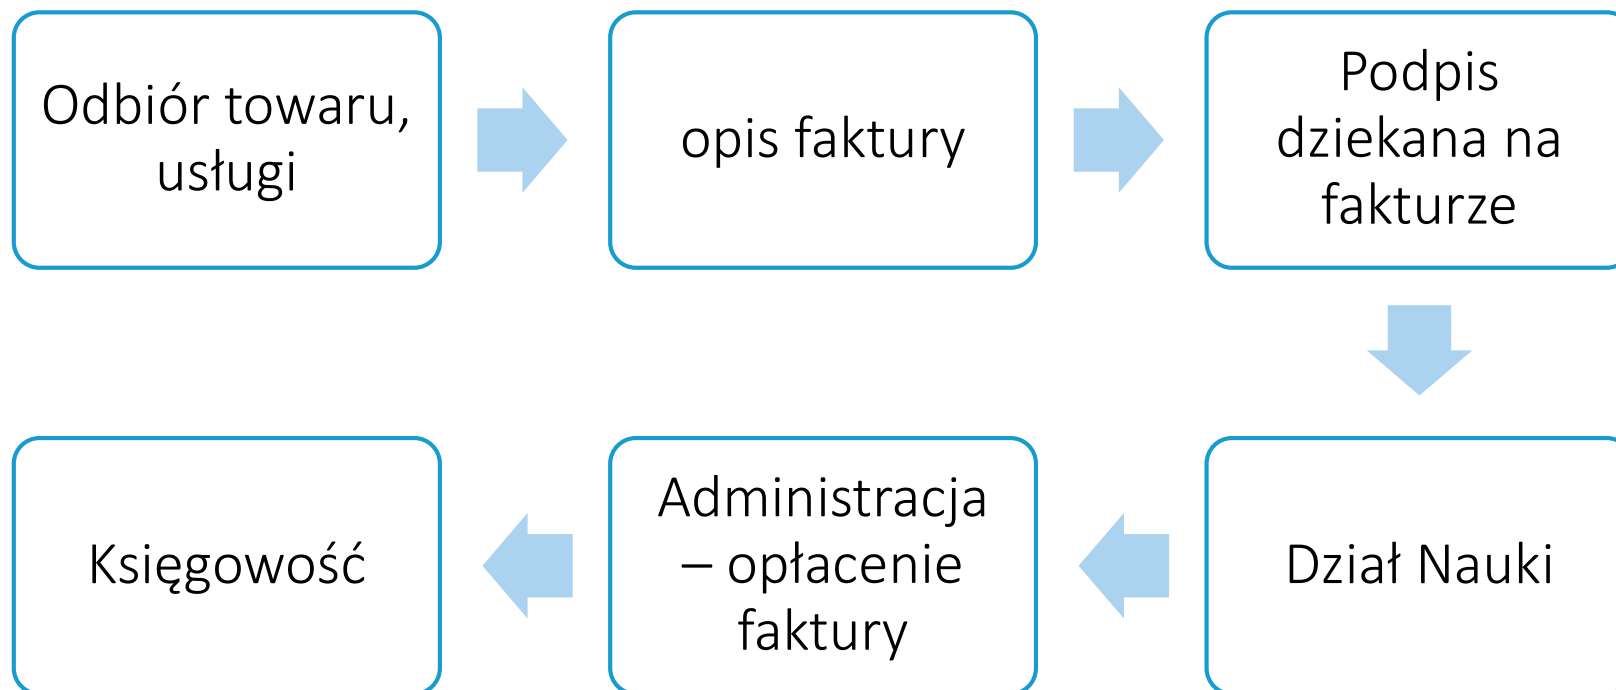 Odbiór towaru,
usługi
opis faktury
Podpis
dziekana na
fakturze
Dział Nauki
Administracja
– opłacenie
faktury
Księgowość